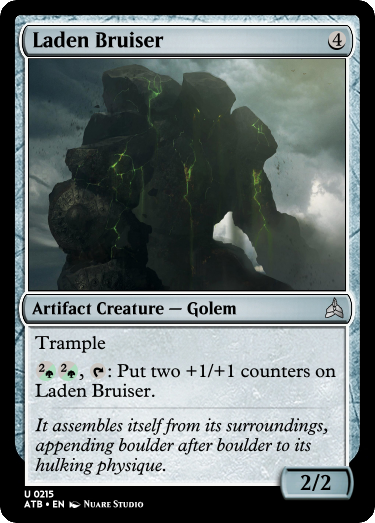 Laden Bruiser 4
Artifact Creature — Golem
Trample
2 2, : Put two +1/+1 counters on
Laden Bruiser.
It assembles itself from its surroundings,
appending boulder after boulder to its
hulking physique.
2/2
U 0215
ATB • EN Nuare Studio